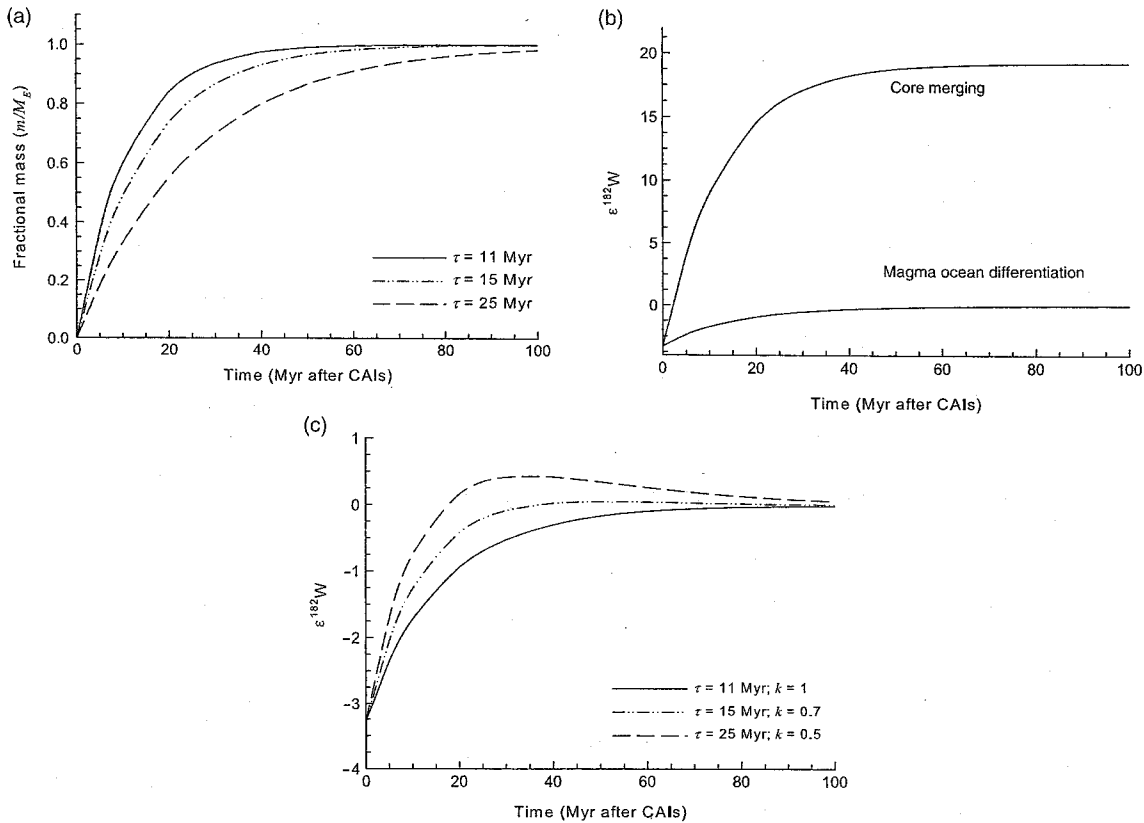 (a)
Fractional mass (m/M_E)
1.0
0.8
0.6
0.4
0.2
0.0
0
20
40
60
80
100
τ = 11 Myr
τ = 15 Myr
τ = 25 Myr
Time (Myr after CAIs)
(b)
ε¹⁸²W
20
15
10
15
0
0
20
40
60
80
100
Core merging
Magma ocean differentiation
Time (Myr after CAIs)
(c)
ε¹⁸²W
1
0
−1
−2
−3
−4
0
20
40
60
80
100
τ = 11 Myr; k = 1
τ = 15 Myr; k = 0.7
τ = 25 Myr; k = 0.5
Time (Myr after CAIs)